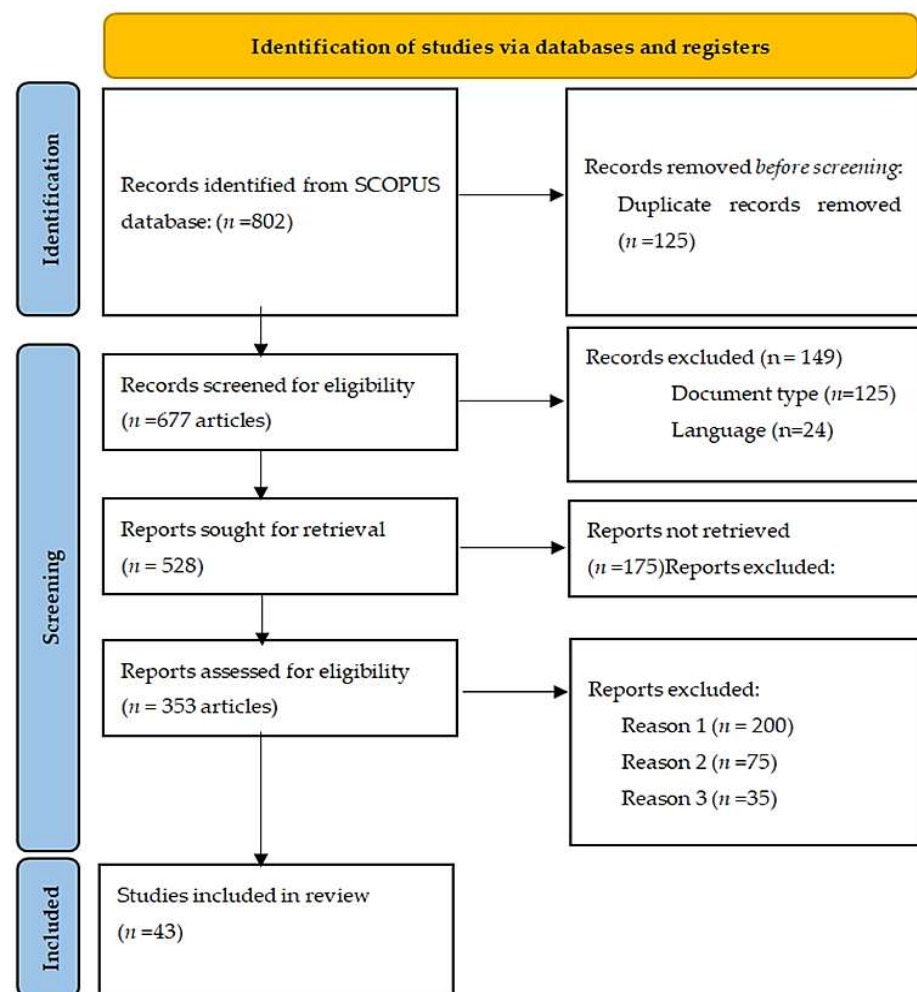 Identification of studies via databases and registers
Identification
Records identified from SCOPUS
database: (n =802)
Records removed before screening:
Duplicate records removed
(n =125)
Screening
Records screened for eligibility
(n =677 articles)
Records excluded (n = 149)
Document type (n=125)
Language (n=24)
Reports sought for retrieval
(n = 528)
Reports not retrieved
(n =175)Reports excluded:
Reports assessed for eligibility
(n = 353 articles)
Reports excluded:
Reason 1 (n = 200)
Reason 2 (n =75)
Reason 3 (n =35)
Included
Studies included in review
(n =43)